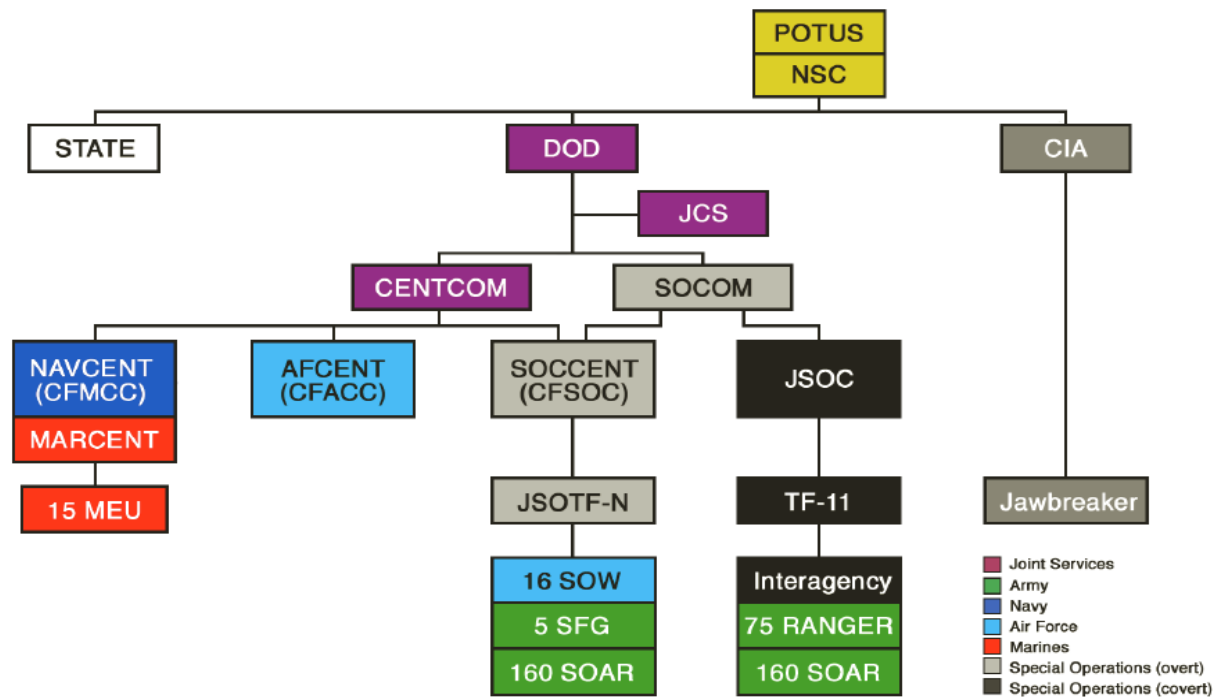 POTUS
NSC
STATE
DOD
CIA
JCS
CENTCOM
SOCOM
NAVCENT
(CFMCC)
MARCENT
AFCENT
(CFACC)
SOCCENT
(CFSOC)
JSOC
15 MEU
JSOTF-N
TF-11
Jawbreaker
16 SOW
5 SFG
160 SOAR
Interagency
75 RANGER
160 SOAR
Joint Services
Army
Navy
Air Force
Marines
Special Operations (overt)
Special Operations (covert)